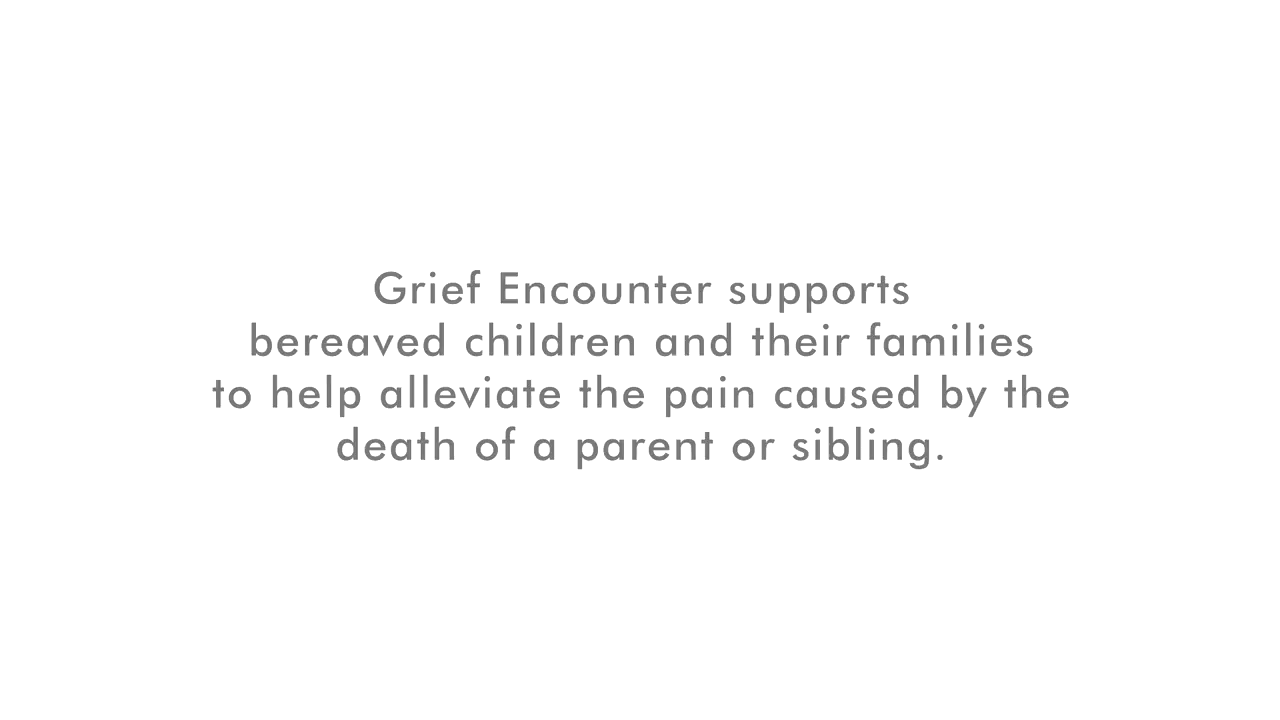 Grief Encounter supports
bereaved children and their families
to help alleviate the pain caused by the
death of a parent or sibling.